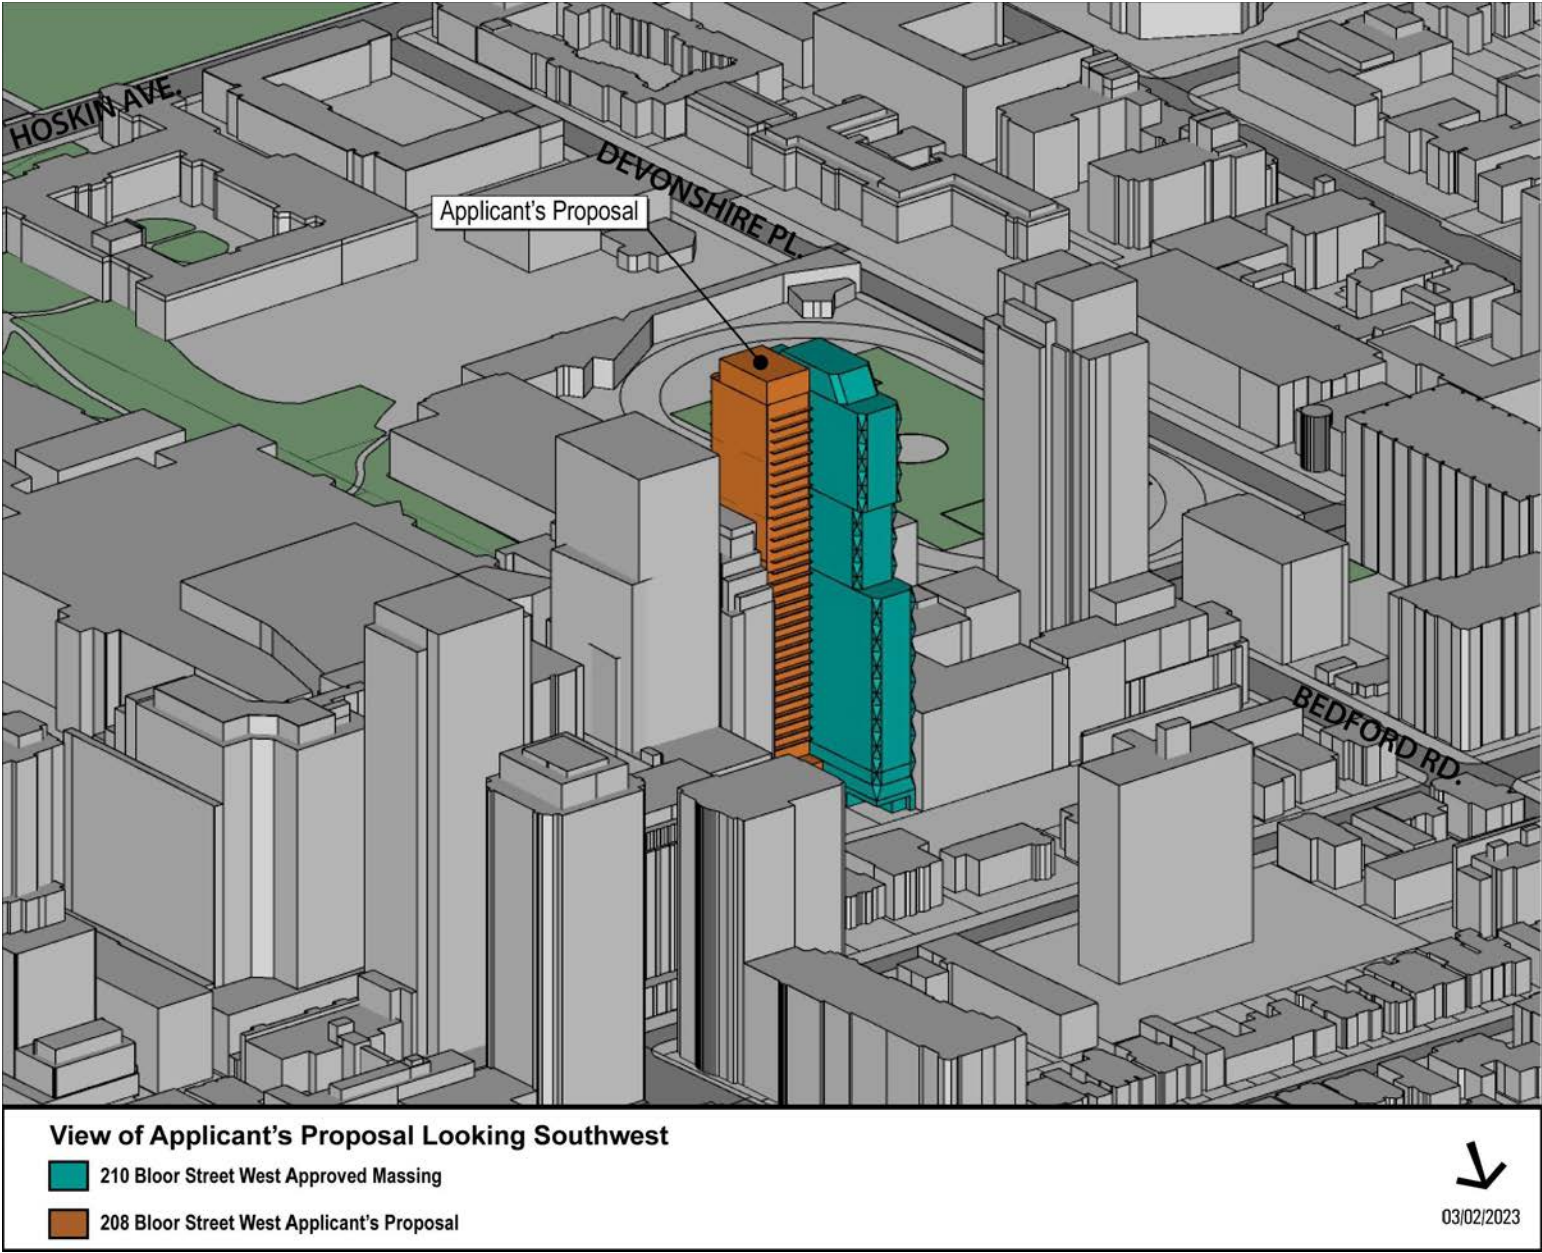 HOSKIN AVE.
DEVONSHIRE PL.
Applicant's Proposal
BEDFORD RD.
View of Applicant's Proposal Looking Southwest
210 Bloor Street West Approved Massing
208 Bloor Street West Applicant's Proposal
03/02/2023